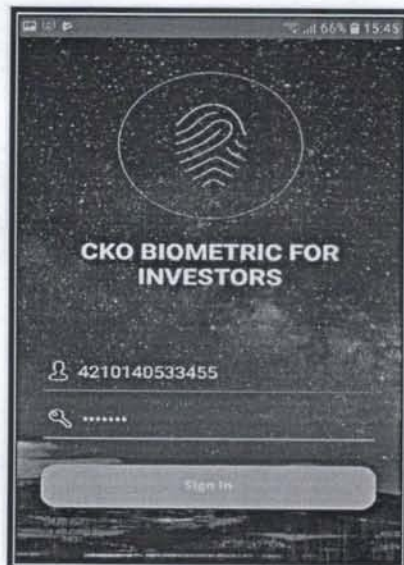 66% 15:45
CKO BIOMETRIC FOR
INVESTORS
4210140533455
•••••••
Sign In